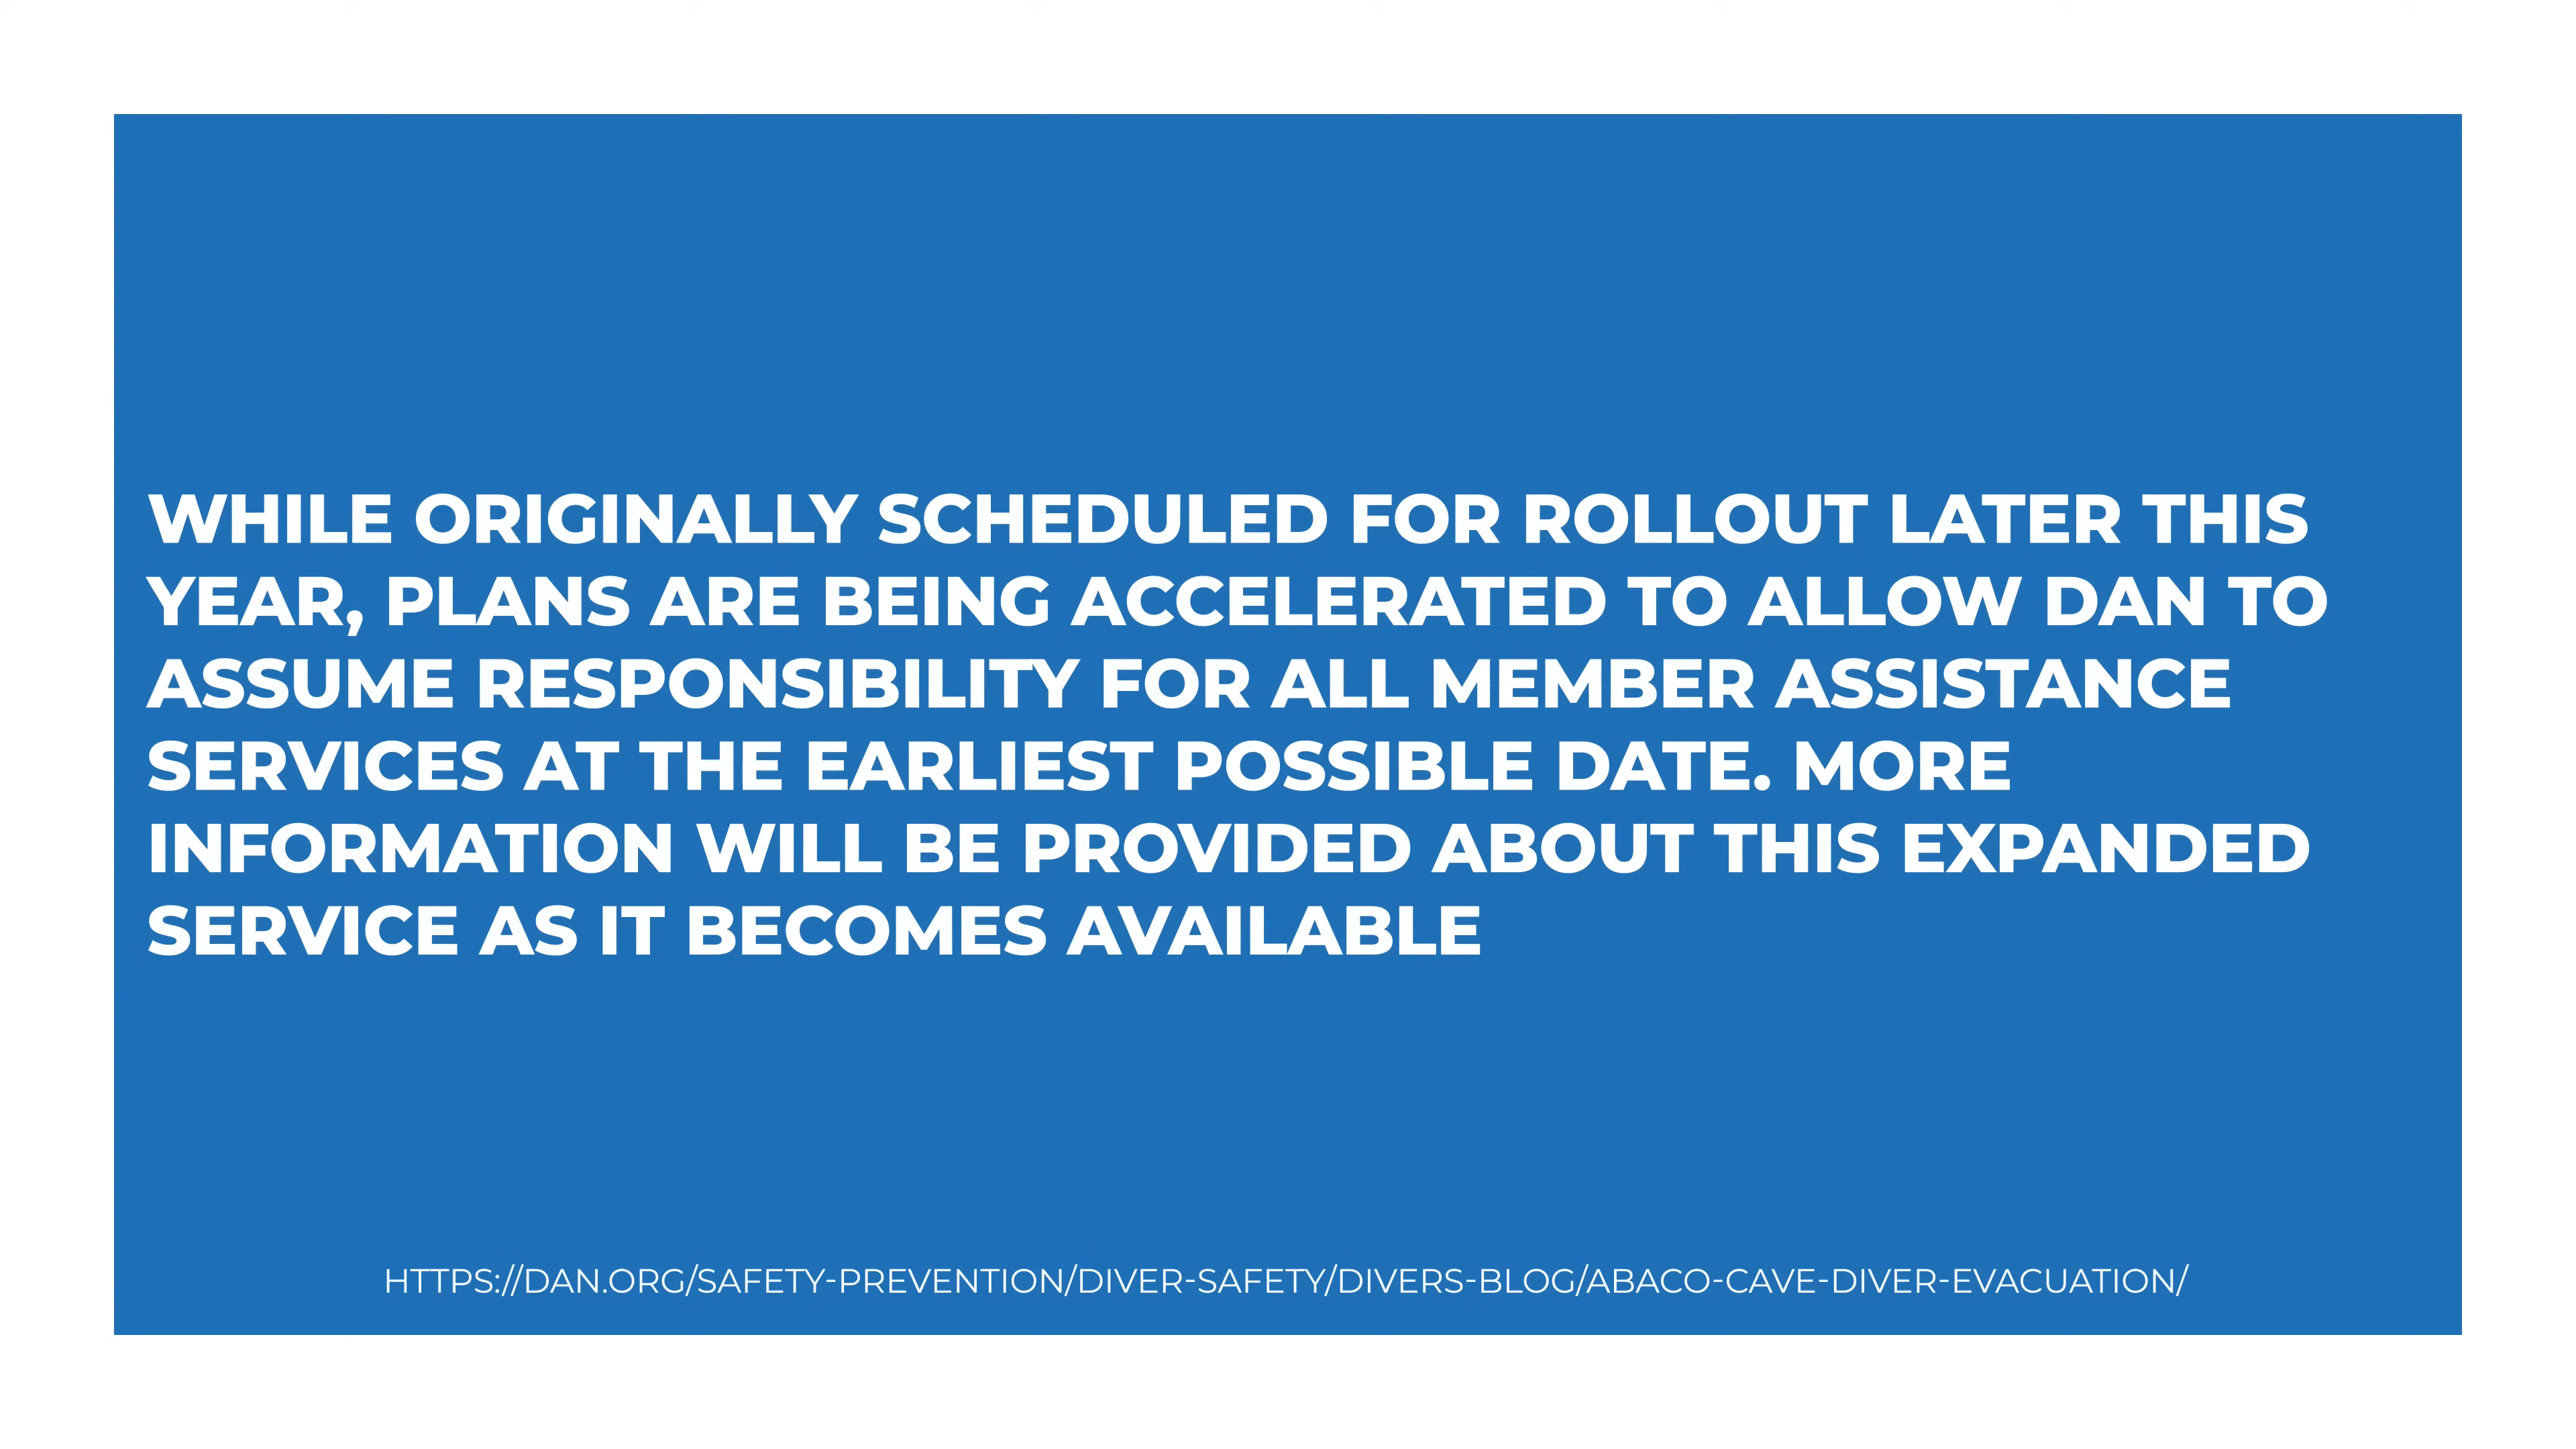 WHILE ORIGINALLY SCHEDULED FOR ROLLOUT LATER THIS
YEAR, PLANS ARE BEING ACCELERATED TO ALLOW DAN TO
ASSUME RESPONSIBILITY FOR ALL MEMBER ASSISTANCE
SERVICES AT THE EARLIEST POSSIBLE DATE. MORE
INFORMATION WILL BE PROVIDED ABOUT THIS EXPANDED
SERVICE AS IT BECOMES AVAILABLE
HTTPS://DAN.ORG/SAFETY-PREVENTION/DIVER-SAFETY/DIVERS-BLOG/ABACO-CAVE-DIVER-EVACUATION/